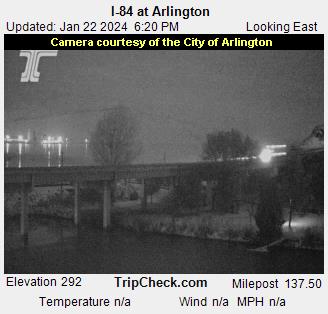 I-84 at Arlington
Updated: Jan 22 2024 6:20 PM Looking East
Camera courtesy of the City of Arlington
Elevation 292 TripCheck.com Milepost 137.50
Temperature n/a Wind n/a MPH n/a